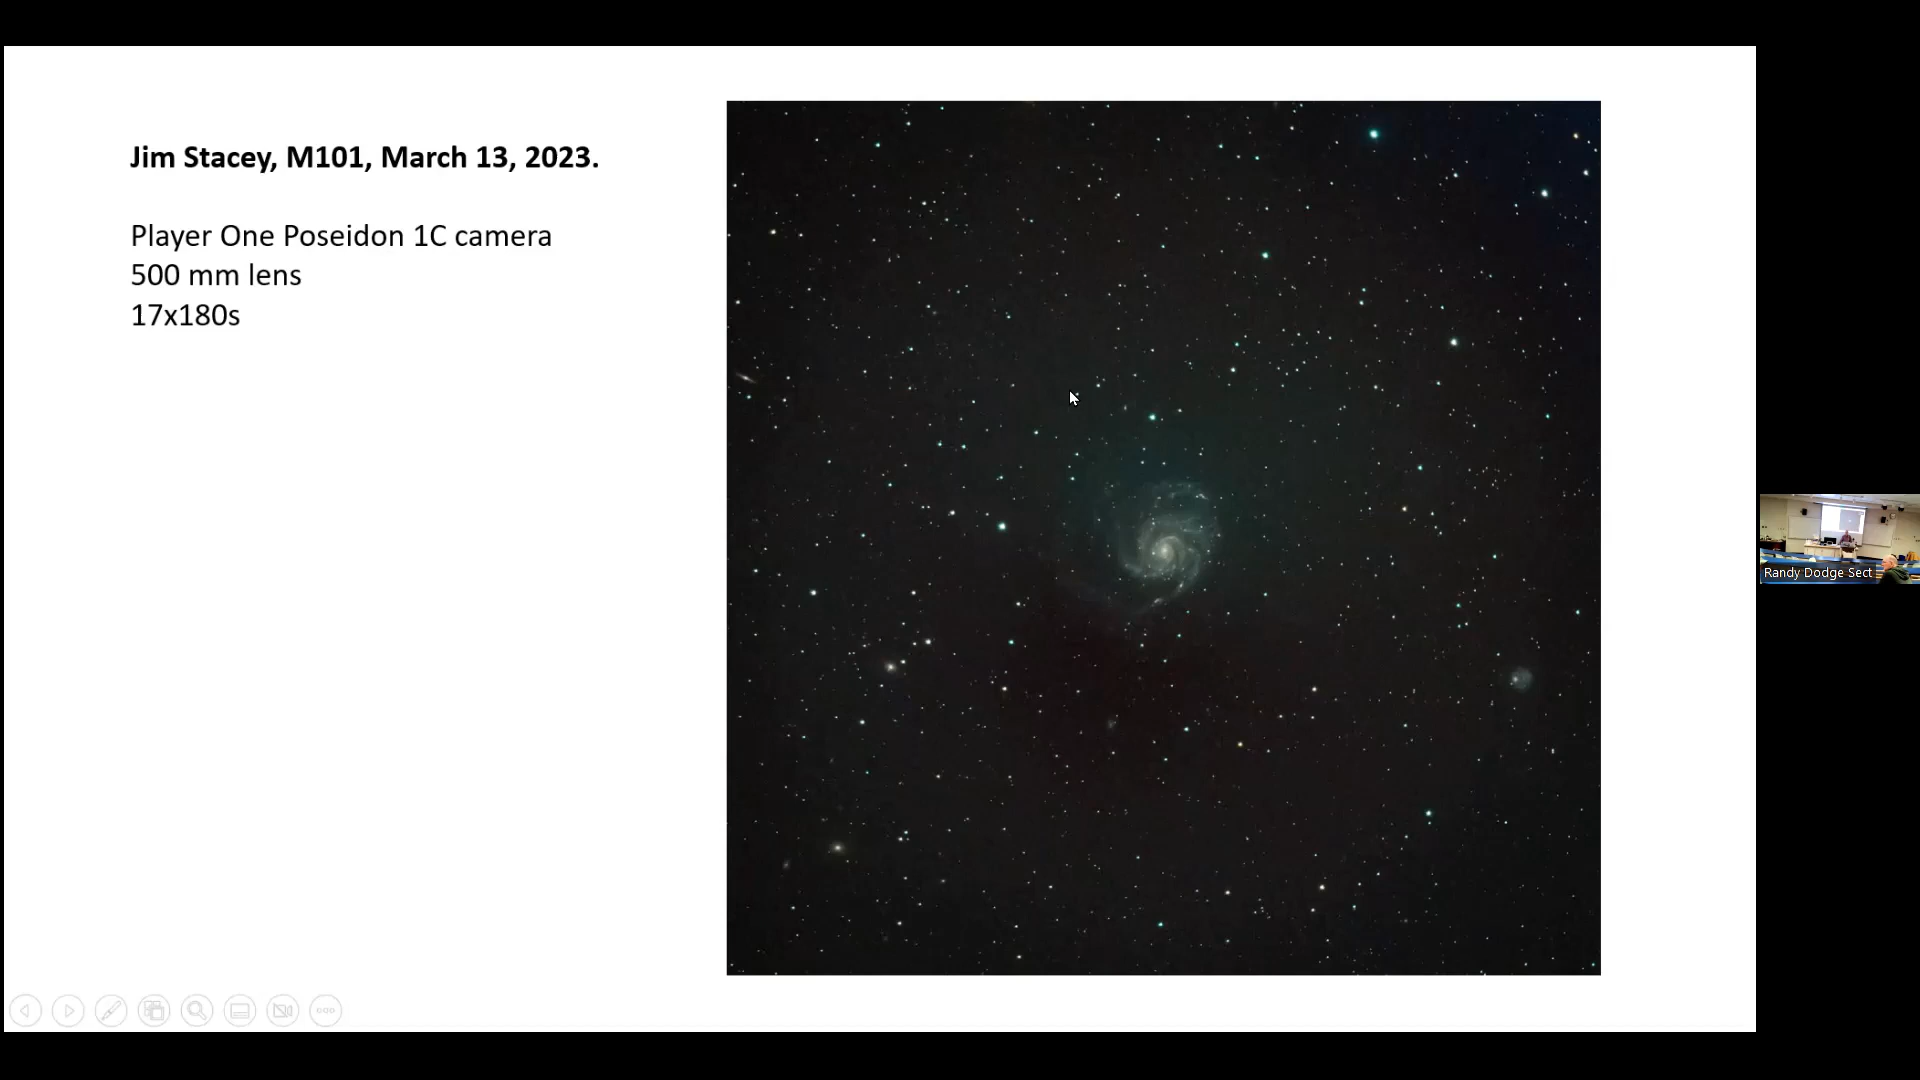 Jim Stacey, M101, March 13, 2023.
Player One Poseidon 1C camera
500 mm lens
17x180s
Randy Dodge Sect